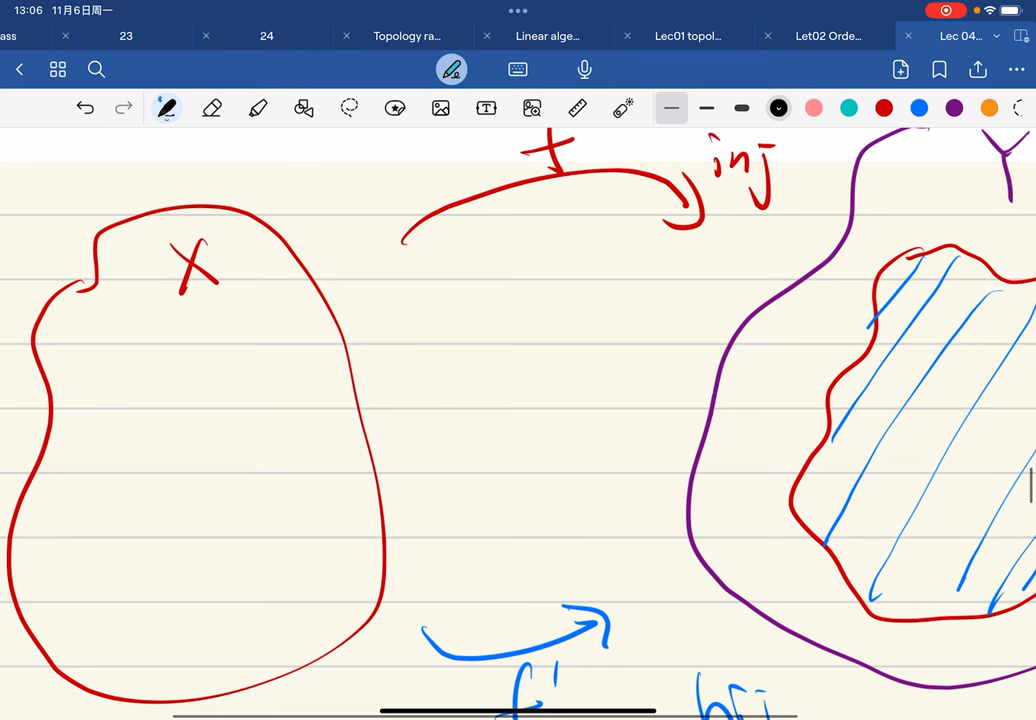 13:06 11月6日周一
ass 23 24 Topology ra... Linear alge... Lec01 topol... Let02 Orde... Lec 04...
f inj Y
X
f'